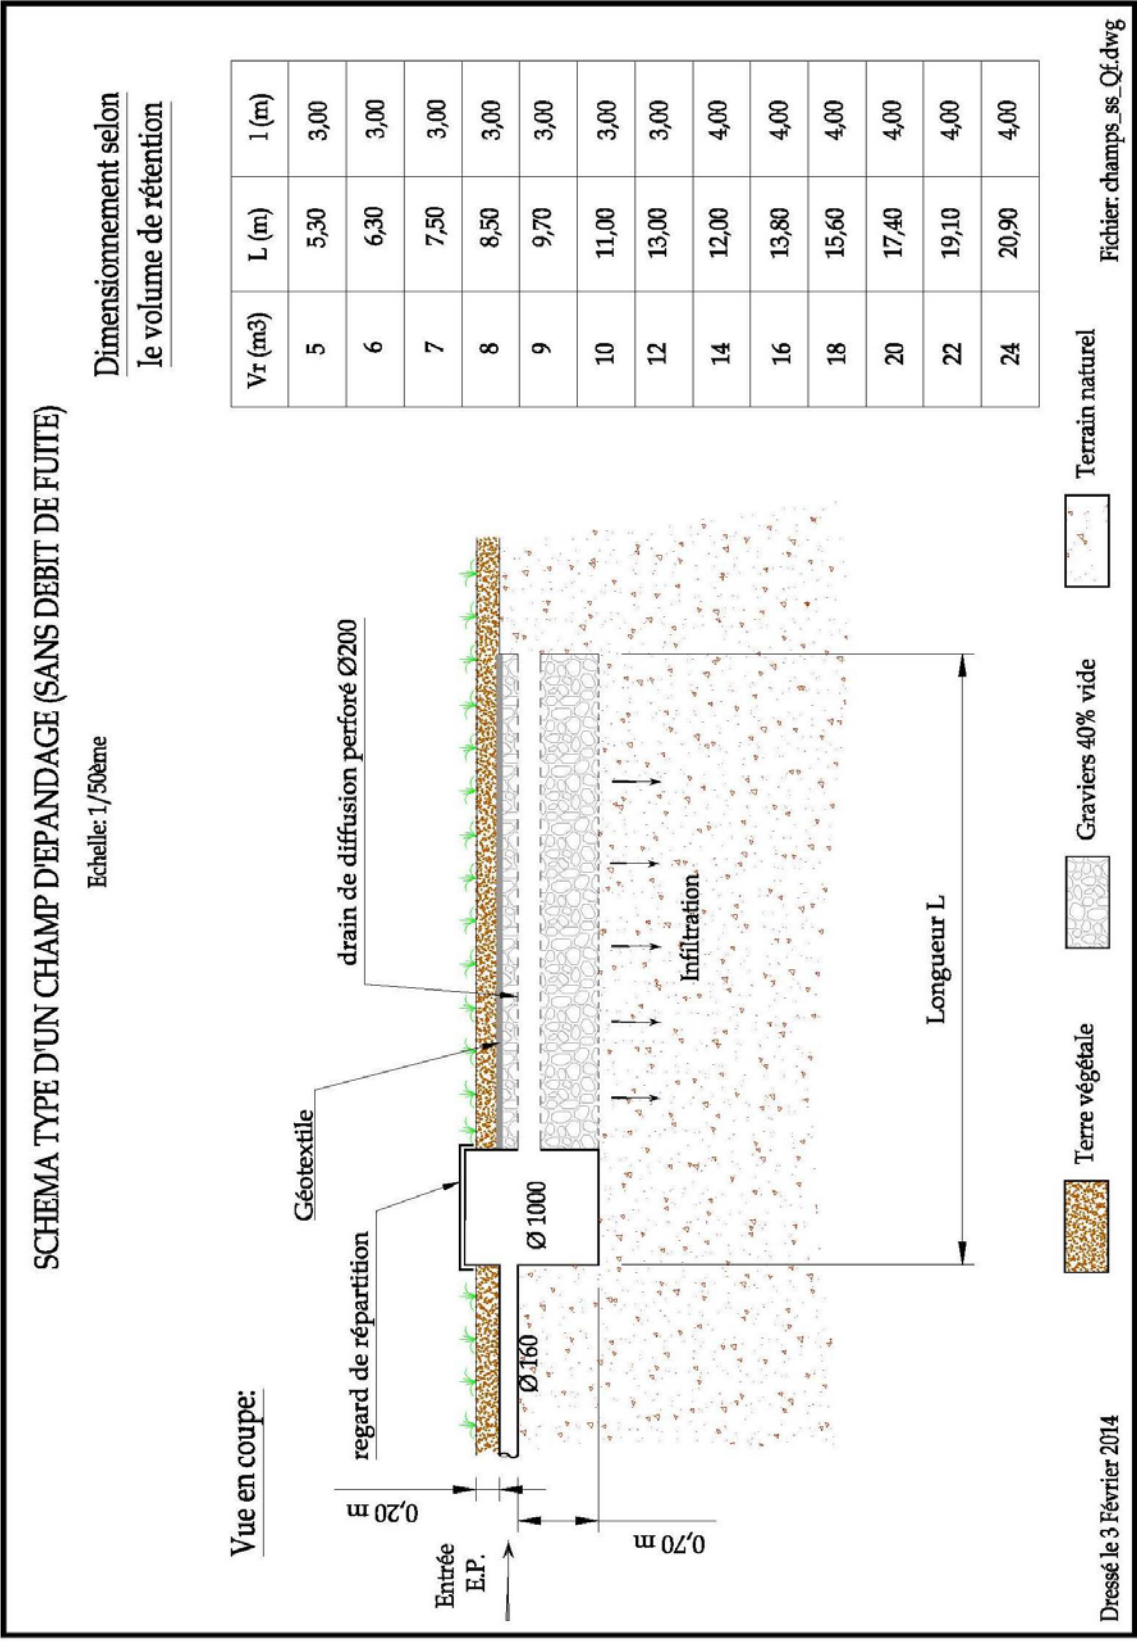 SCHEMA TYPE D'UN CHAMP D'EPANDAGE (SANS DEBIT DE FUITE)
Echelle: 1/50ème
Dimensionnement selon
le volume de rétention
Vr (m3) L (m) l (m)
5 5,30 3,00
6 6,30 3,00
7 7,50 3,00
8 8,50 3,00
9 9,70 3,00
10 11,00 3,00
12 13,00 3,00
14 12,00 4,00
16 13,80 4,00
18 15,60 4,00
20 17,40 4,00
22 19,10 4,00
24 20,90 4,00
Vue en coupe:
Géotextile
drain de diffusion perforé Ø200
regard de répartition
0,20 m
Entrée
E.P.
Ø160
Ø1000
0,70 m
Infiltration
Longueur L
Terre végétale
Graviers 40% vide
Terrain naturel
Dressé le 3 Février 2014
Fichier: champs_ss_Qf.dwg